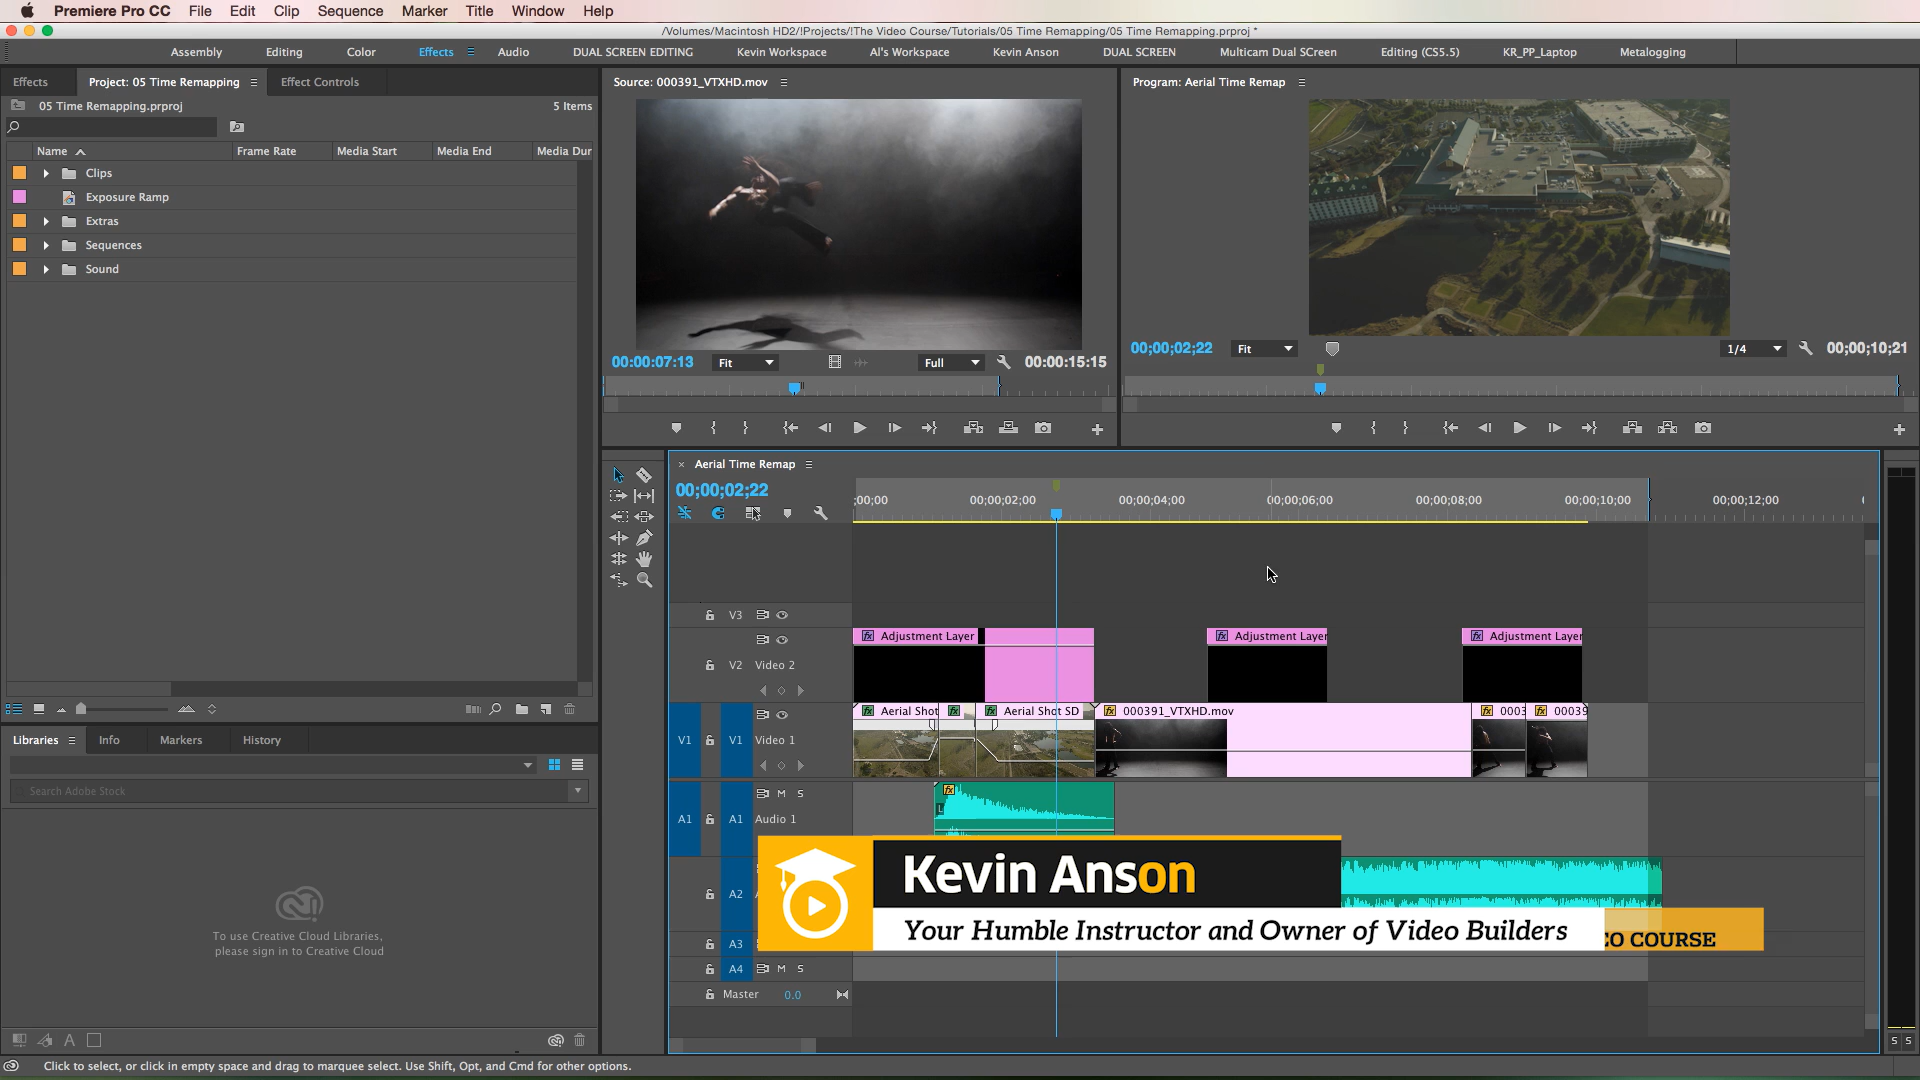 Premiere Pro CC File Edit Clip Sequence Marker Title Window Help
/Volumes/Macintosh HD2/!Projects/!The Video Course/Tutorials/05 Time Remapping/05 Time Remapping.prproj *
Assembly Editing Color Effects Audio DUAL SCREEN EDITING Kevin Workspace Al's Workspace Kevin Anson DUAL SCREEN Multicam Dual SCreen Editing (CS5.5) KR_PP_Laptop Metalogging
Effects Project: 05 Time Remapping Effect Controls
05 Time Remapping.prproj 5 Items
Name Frame Rate Media Start Media End Media Dur
Clips
Exposure Ramp
Extras
Sequences
Sound
Source: 000391_VTXHD.mov
00:00:07:13 Fit Full 00:00:15:15
Program: Aerial Time Remap
00;00;02;22 Fit 1/4 00;00;10;21
Libraries Info Markers History
Search Adobe Stock
To use Creative Cloud Libraries,
please sign in to Creative Cloud
Aerial Time Remap
00;00;02;22
;00;00 00;00;02;00 00;00;04;00 00;00;06;00 00;00;08;00 00;00;10;00 00;00;12;00
V3
fx Adjustment Layer fx Adjustment Layer fx Adjustment Layer
V2 Video 2
fx Aerial Shot fx fx Aerial Shot SD fx 000391_VTXHD.mov fx 0003 fx 00039
V1 V1 Video 1
M S
fx
A1 A1 Audio 1
L
A2
A3
A4 M S
Master 0.0
Kevin Anson
Your Humble Instructor and Owner of Video Builders
EO COURSE
S S
Click to select, or click in empty space and drag to marquee select. Use Shift, Opt, and Cmd for other options.